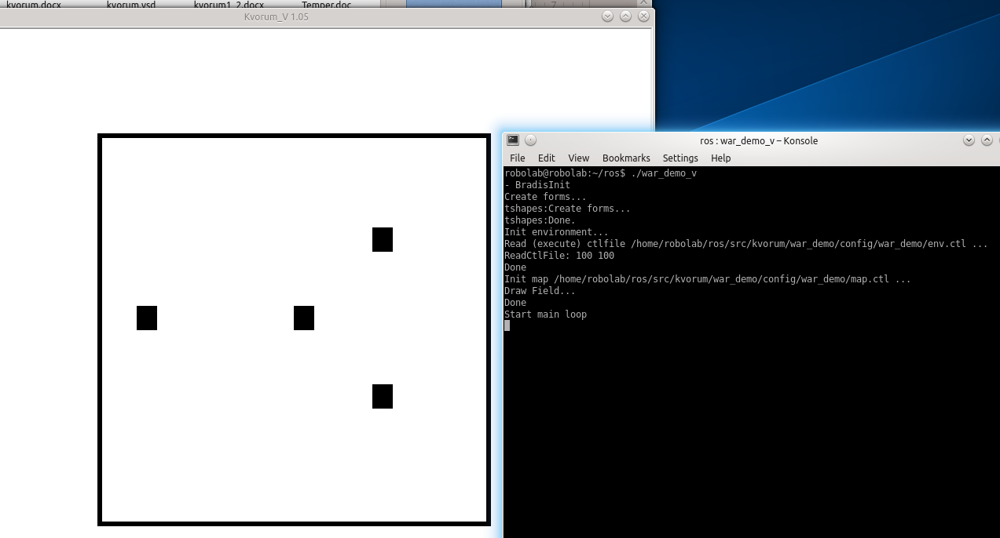 kvorum.docx kvorum.vsd kvorum1_2.docx Temper.doc 7
Kvorum_V 1.05
ros : war_demo_v – Konsole
File Edit View Bookmarks Settings Help
robolab@robolab:~/ros$ ./war_demo_v
- BradisInit
Create forms...
tshapes:Create forms...
tshapes:Done.
Init environment...
Read (execute) ctlfile /home/robolab/ros/src/kvorum/war_demo/config/war_demo/env.ctl ...
ReadCtlFile: 100 100
Done
Init map /home/robolab/ros/src/kvorum/war_demo/config/war_demo/map.ctl ...
Draw Field...
Done
Start main loop